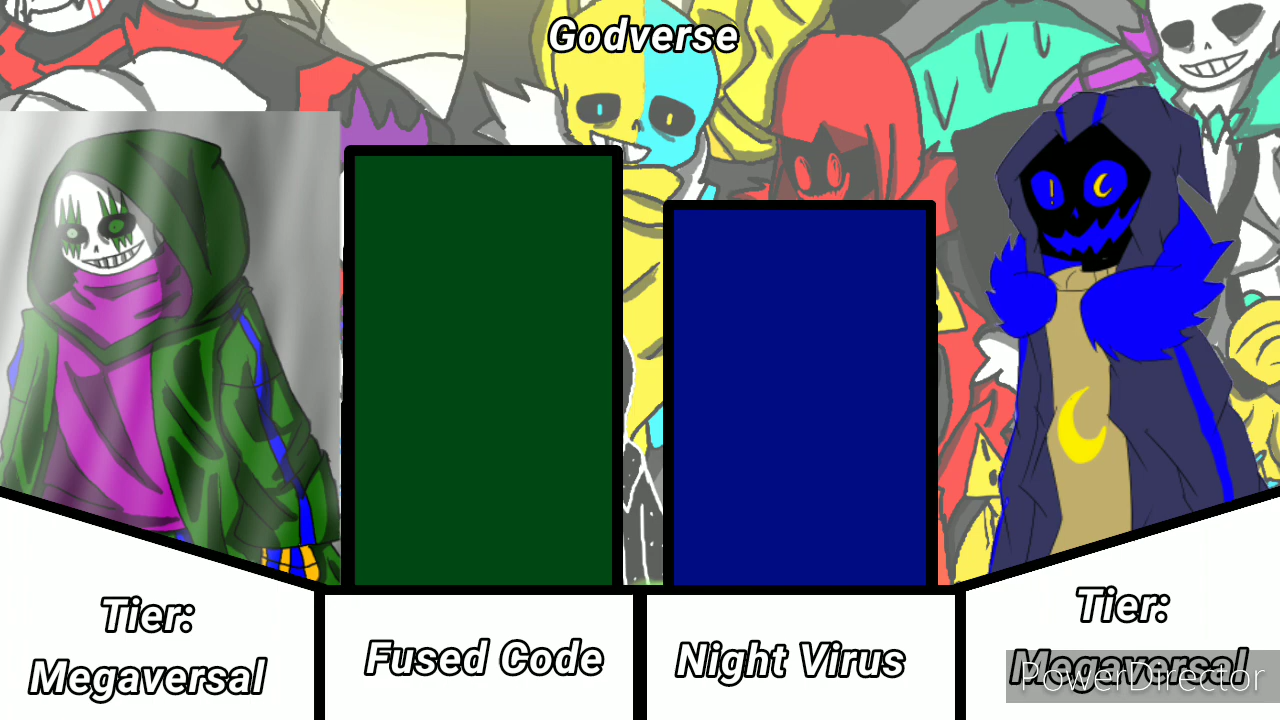 Godverse
Tier:
Megaversal
Fused Code
Night Virus
Tier:
Megaversal
PowerDirector